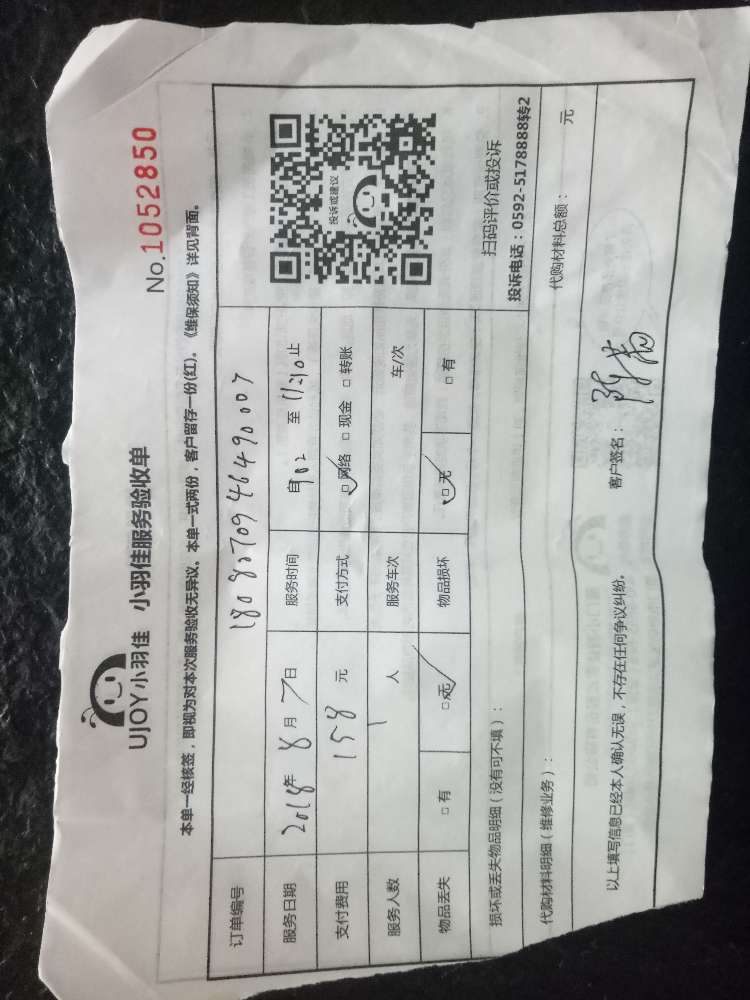 UJOY小羽佳 小羽佳服务验收单
No.1052850
本单一经核签，即视为对本次服务验收无异议。本单一式两份，客户留存一份(红)。《维保须知》详见背面。
订单编号 180807094649007
服务日期 2018年 8 月 7 日 服务时间 自 902 至 11:10 止
支付费用 158 元 支付方式 □ 网络 □ 现金 □ 转账
服务人数 1 人 服务车次 车/次
物品丢失 □ 有 □ 无 物品损坏 □ 无 □ 有
投诉或建议
扫码评价或投诉
投诉电话：0592-5178888转2
损坏或丢失物品明细（没有可不填）：
代购材料明细（维修业务）： 代购材料总额： 元
以上填写信息已经本人确认无误，不存在任何争议纠纷。 客户签名：